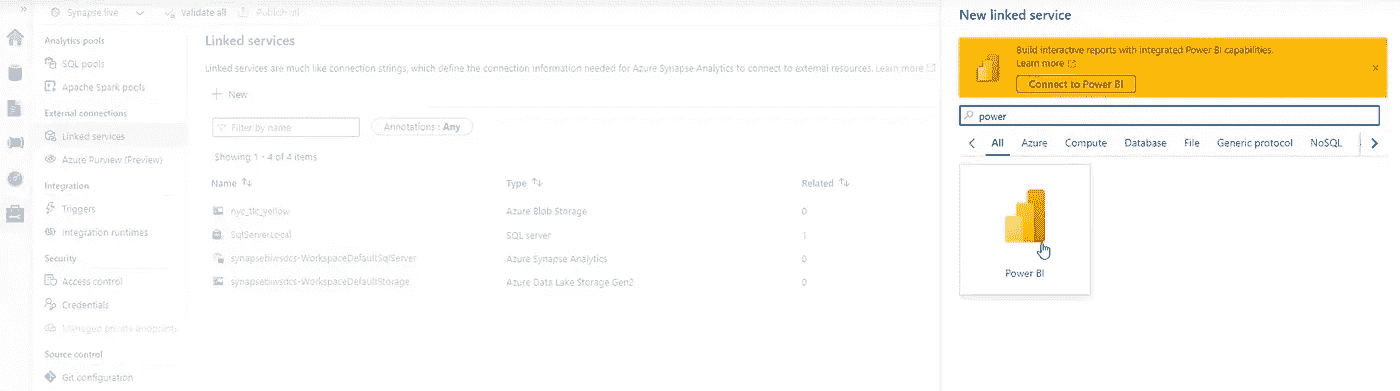 Synapse live
Validate all
Publish all
Analytics pools
SQL pools
Apache Spark pools
External connections
Linked services
Azure Purview (Preview)
Integration
Triggers
Integration runtimes
Security
Access control
Credentials
Managed private endpoints
Source control
Git configuration
Linked services
Linked services are much like connection strings, which define the connection information needed for Azure Synapse Analytics to connect to external resources. Learn more
New
Filter by name
Annotations : Any
Showing 1 - 4 of 4 items
Name Type Related
nyc_tlc_yellow Azure Blob Storage 0
SqlServerLocal SQL server 1
synapsebiwsdcs-WorkspaceDefaultSqlServer Azure Synapse Analytics 0
synapsebiwsdcs-WorkspaceDefaultStorage Azure Data Lake Storage Gen2 0
New linked service
Build interactive reports with integrated Power BI capabilities.
Learn more
Connect to Power BI
power
All Azure Compute Database File Generic protocol NoSQL
Power BI